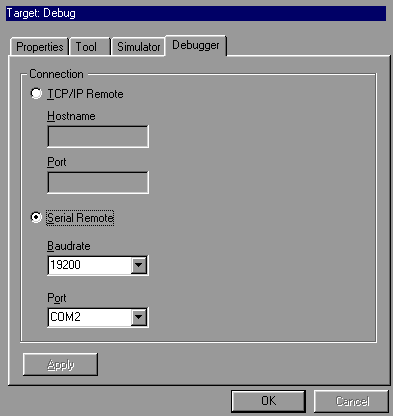 Target: Debug
Properties Tool Simulator Debugger
Connection
TCP/IP Remote
Hostname
Port
Serial Remote
Baudrate
19200
Port
COM2
Apply
OK Cancel